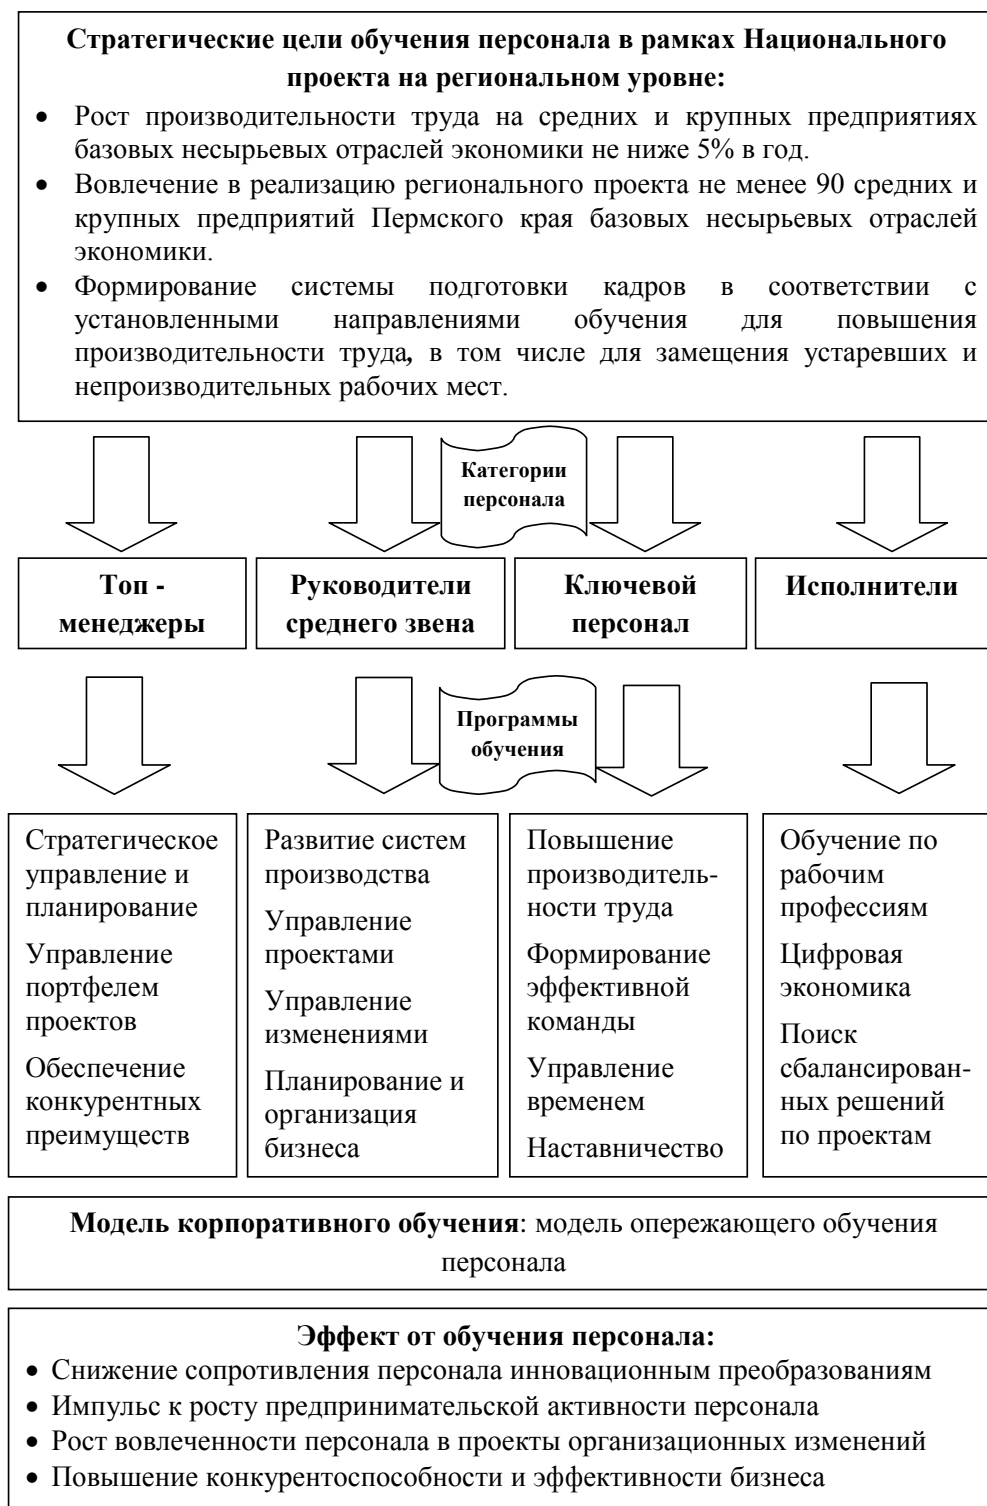 Стратегические цели обучения персонала в рамках Национального
проекта на региональном уровне:
• Рост производительности труда на средних и крупных предприятиях
базовых несырьевых отраслей экономики не ниже 5% в год.
• Вовлечение в реализацию регионального проекта не менее 90 средних и
крупных предприятий Пермского края базовых несырьевых отраслей
экономики.
• Формирование системы подготовки кадров в соответствии с
установленными направлениями обучения для повышения
производительности труда, в том числе для замещения устаревших и
непроизводительных рабочих мест.
Категории
персонала
Топ -
менеджеры
Руководители
среднего звена
Ключевой
персонал
Исполнители
Программы
обучения
Стратегическое
управление и
планирование
Управление
портфелем
проектов
Обеспечение
конкурентных
преимуществ
Развитие систем
производства
Управление
проектами
Управление
изменениями
Планирование и
организация
бизнеса
Повышение
производитель-
ности труда
Формирование
эффективной
команды
Управление
временем
Наставничество
Обучение по
рабочим
профессиям
Цифровая
экономика
Поиск
сбалансирован-
ных решений
по проектам
Модель корпоративного обучения: модель опережающего обучения
персонала
Эффект от обучения персонала:
• Снижение сопротивления персонала инновационным преобразованиям
• Импульс к росту предпринимательской активности персонала
• Рост вовлеченности персонала в проекты организационных изменений
• Повышение конкурентоспособности и эффективности бизнеса